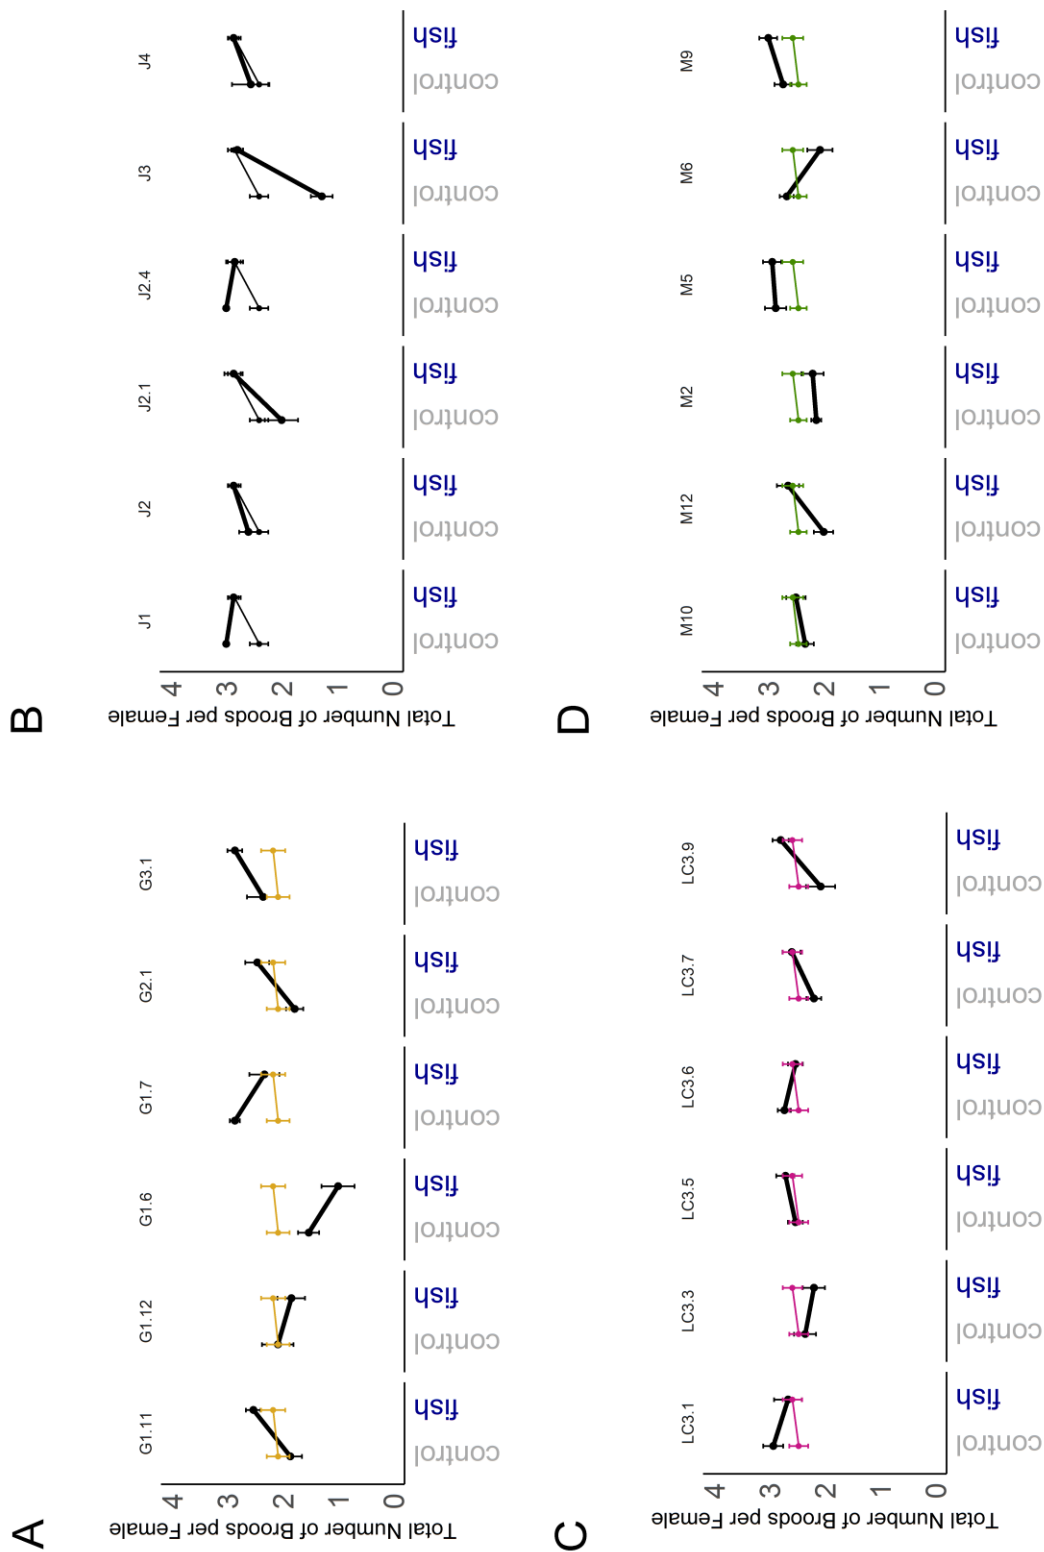 A
Total Number of Broods per Female
4
3
2
1
0
G1.11
G1.12
G1.6
G1.7
G2.1
G3.1
control fish
control fish
control fish
control fish
control fish
control fish
B
Total Number of Broods per Female
4
3
2
1
0
J1
J2
J2.1
J2.4
J3
J4
control fish
control fish
control fish
control fish
control fish
control fish
C
Total Number of Broods per Female
4
3
2
1
0
LC3.1
LC3.3
LC3.5
LC3.6
LC3.7
LC3.9
control fish
control fish
control fish
control fish
control fish
control fish
D
Total Number of Broods per Female
4
3
2
1
0
M10
M12
M2
M5
M6
M9
control fish
control fish
control fish
control fish
control fish
control fish